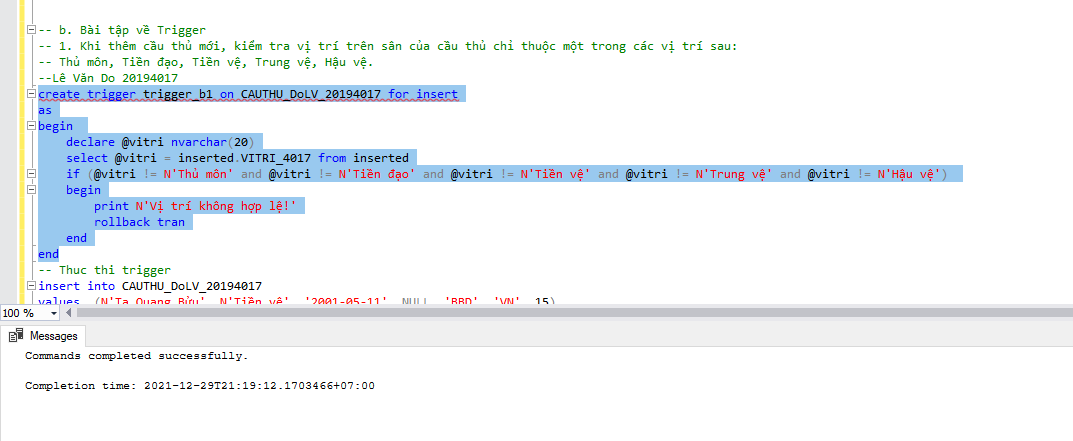 -- b. Bài tập về Trigger
-- 1. Khi thêm cầu thủ mới, kiểm tra vị trí trên sân của cầu thủ chỉ thuộc một trong các vị trí sau:
-- Thủ môn, Tiền đạo, Tiền vệ, Trung vệ, Hậu vệ.
--Lê Văn Do 20194017
create trigger trigger_b1 on CAUTHU_DoLV_20194017 for insert
as
begin
declare @vitri nvarchar(20)
select @vitri = inserted.VITRI_4017 from inserted
if (@vitri != N'Thủ môn' and @vitri != N'Tiền đạo' and @vitri != N'Tiền vệ' and @vitri != N'Trung vệ' and @vitri != N'Hậu vệ')
begin
print N'Vị trí không hợp lệ!'
rollback tran
end
end
-- Thuc thi trigger
insert into CAUTHU_DoLV_20194017
values (N'Tạ Quang Bửu', N'Tiền vệ', '2001-05-11', NULL, 'BBD', 'VN', 15)
100 %
Messages
Commands completed successfully.
Completion time: 2021-12-29T21:19:12.1703466+07:00